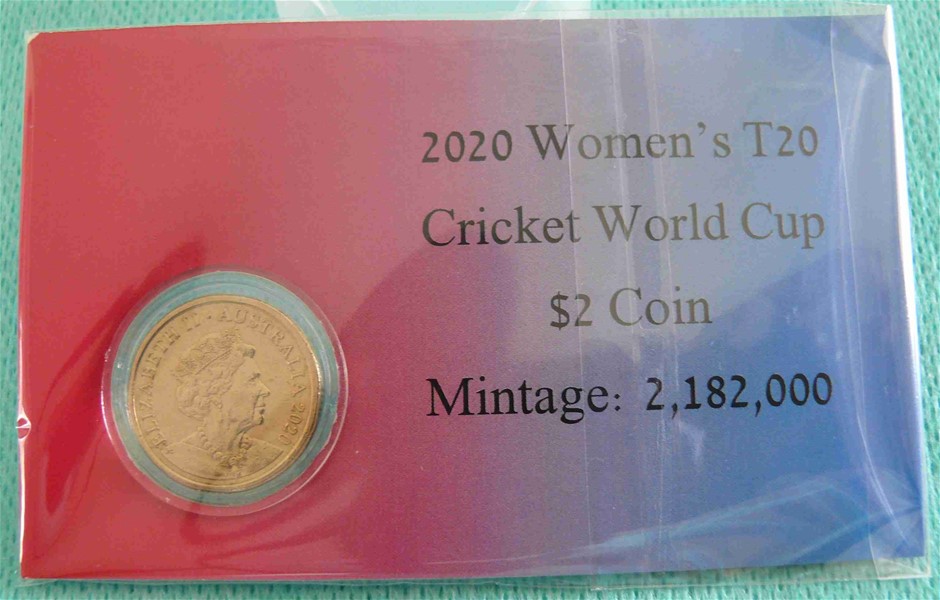 2020 Women's T20
Cricket World Cup
$2 Coin
Mintage: 2,182,000
ELIZABETH II • AUSTRALIA 2020